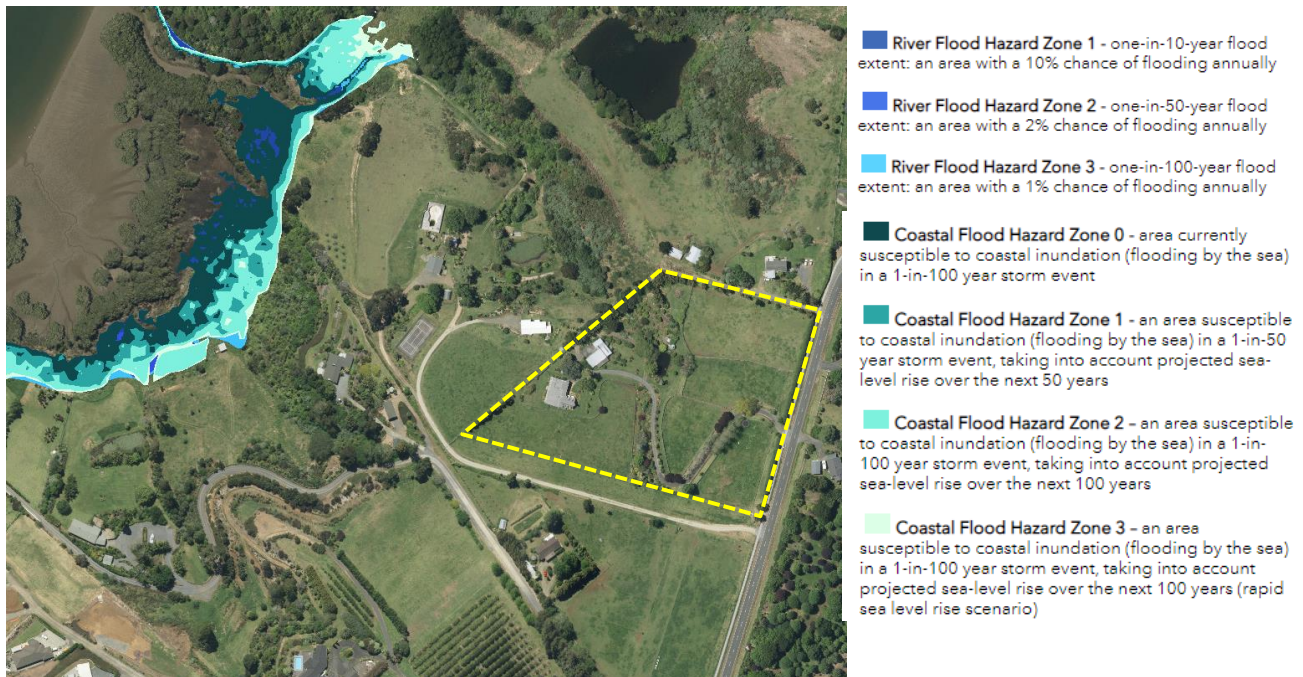 River Flood Hazard Zone 1 - one-in-10-year flood
extent: an area with a 10% chance of flooding annually
River Flood Hazard Zone 2 - one-in-50-year flood
extent: an area with a 2% chance of flooding annually
River Flood Hazard Zone 3 - one-in-100-year flood
extent: an area with a 1% chance of flooding annually
Coastal Flood Hazard Zone 0 - area currently
susceptible to coastal inundation (flooding by the sea)
in a 1-in-100 year storm event
Coastal Flood Hazard Zone 1 - an area susceptible
to coastal inundation (flooding by the sea) in a 1-in-50
year storm event, taking into account projected sea-
level rise over the next 50 years
Coastal Flood Hazard Zone 2 – an area susceptible
to coastal inundation (flooding by the sea) in a 1-in-
100 year storm event, taking into account projected
sea-level rise over the next 100 years
Coastal Flood Hazard Zone 3 – an area
susceptible to coastal inundation (flooding by the sea)
in a 1-in-100 year storm event, taking into account
projected sea-level rise over the next 100 years (rapid
sea level rise scenario)